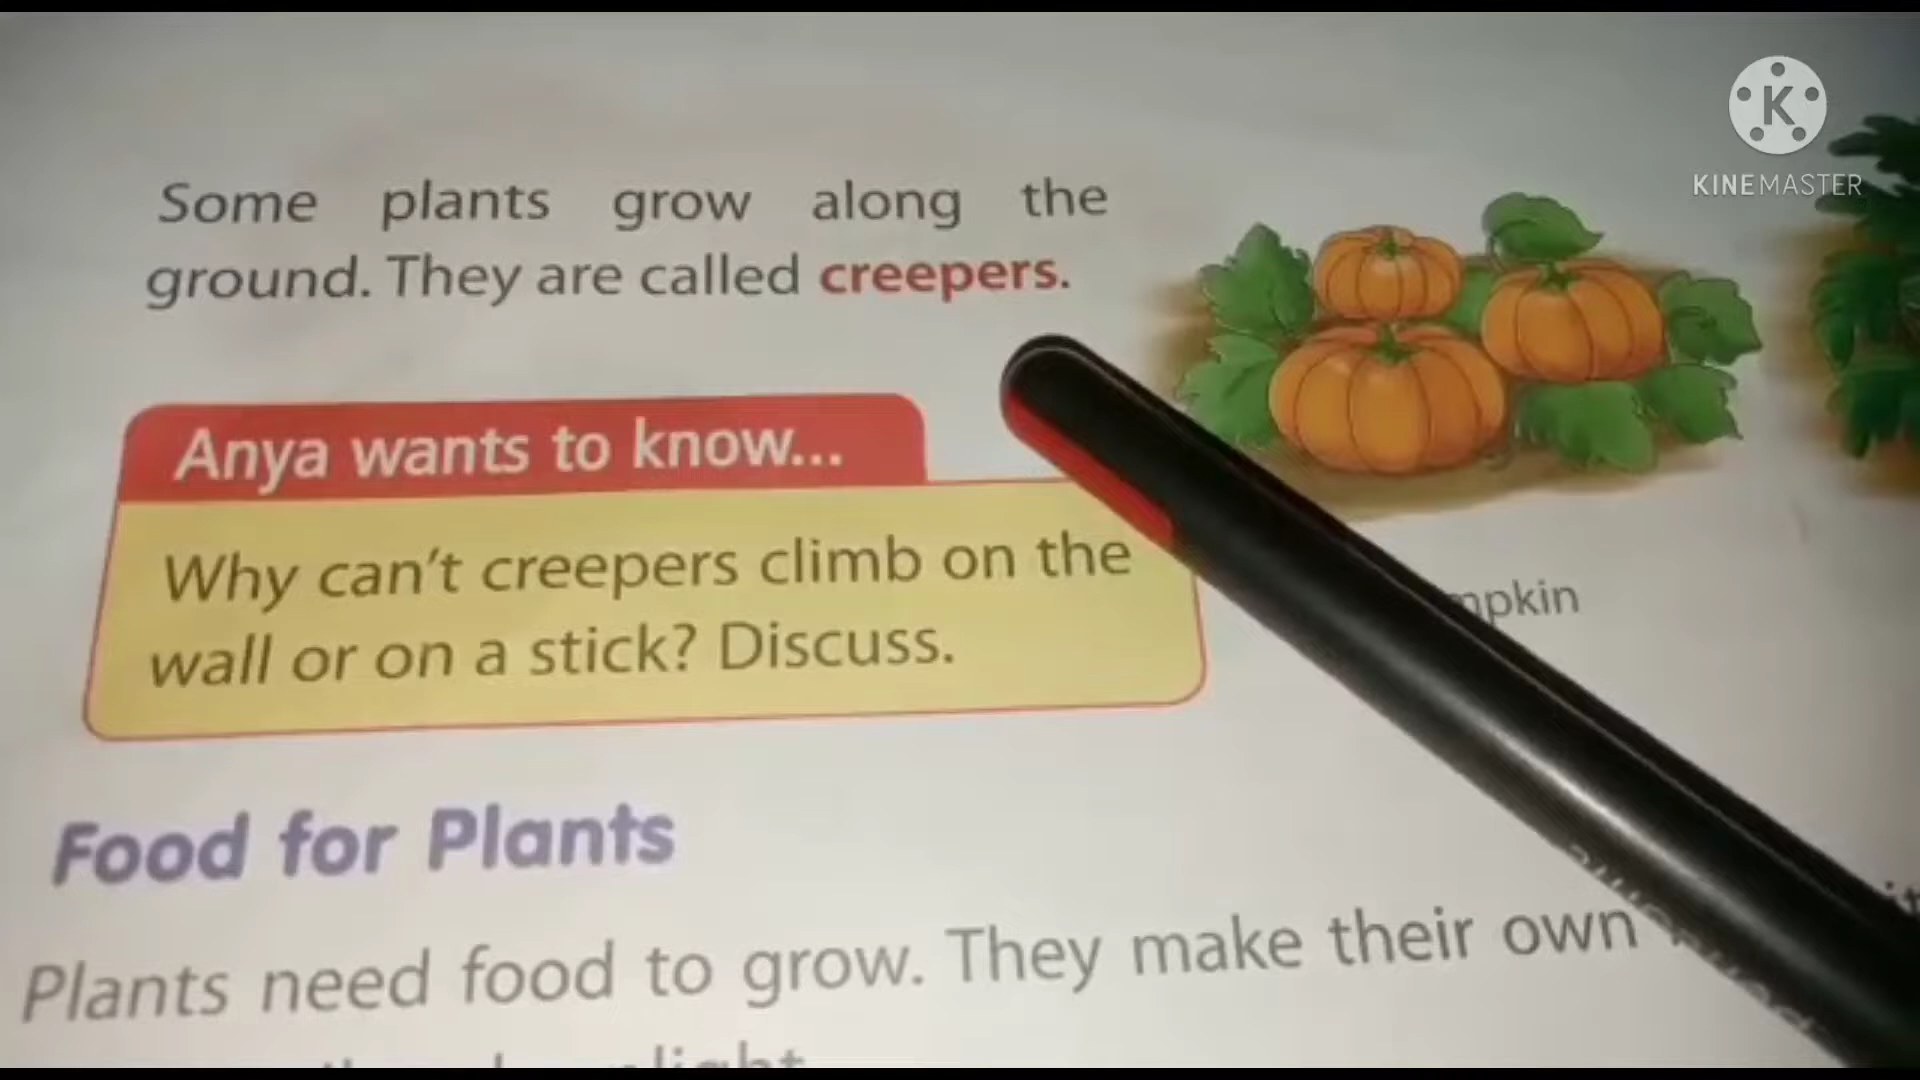 K
KINEMASTER
Some plants grow along the
ground. They are called creepers.
Anya wants to know...
Why can't creepers climb on the
wall or on a stick? Discuss.
Food for Plants
Plants need food to grow. They make their own